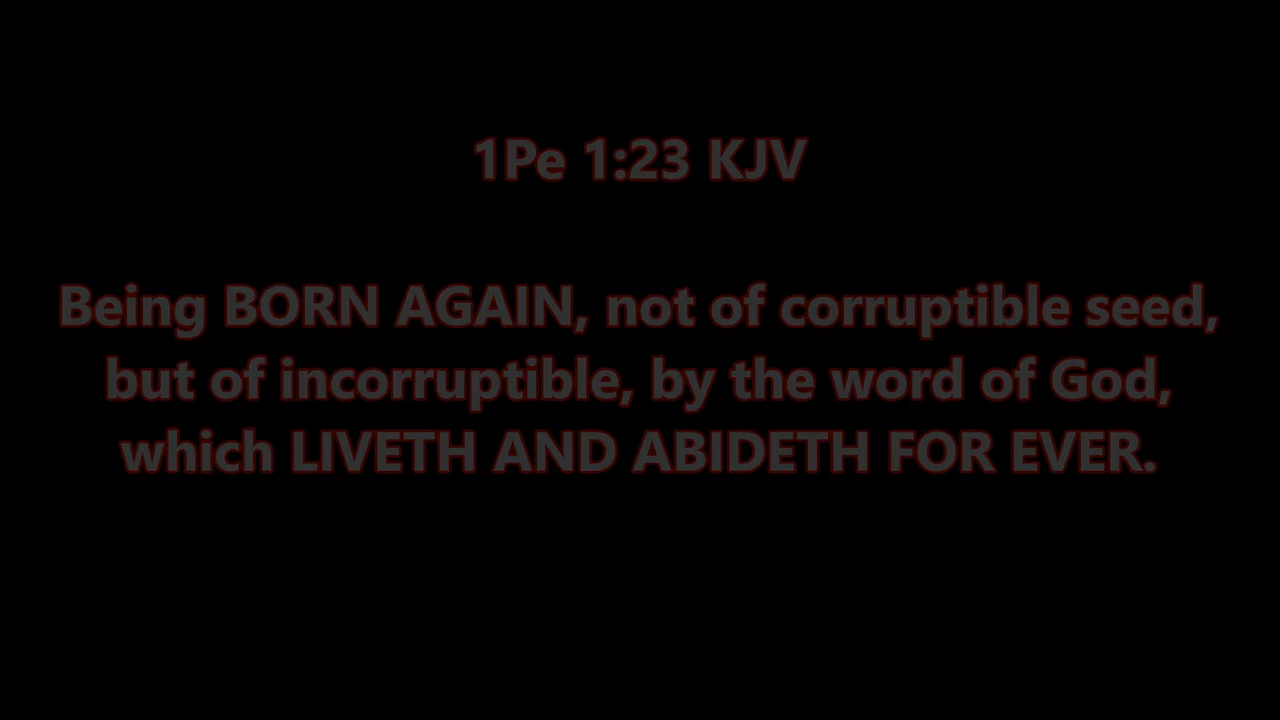 1Pe 1:23 KJV
Being BORN AGAIN, not of corruptible seed,
but of incorruptible, by the word of God,
which LIVETH AND ABIDETH FOR EVER.